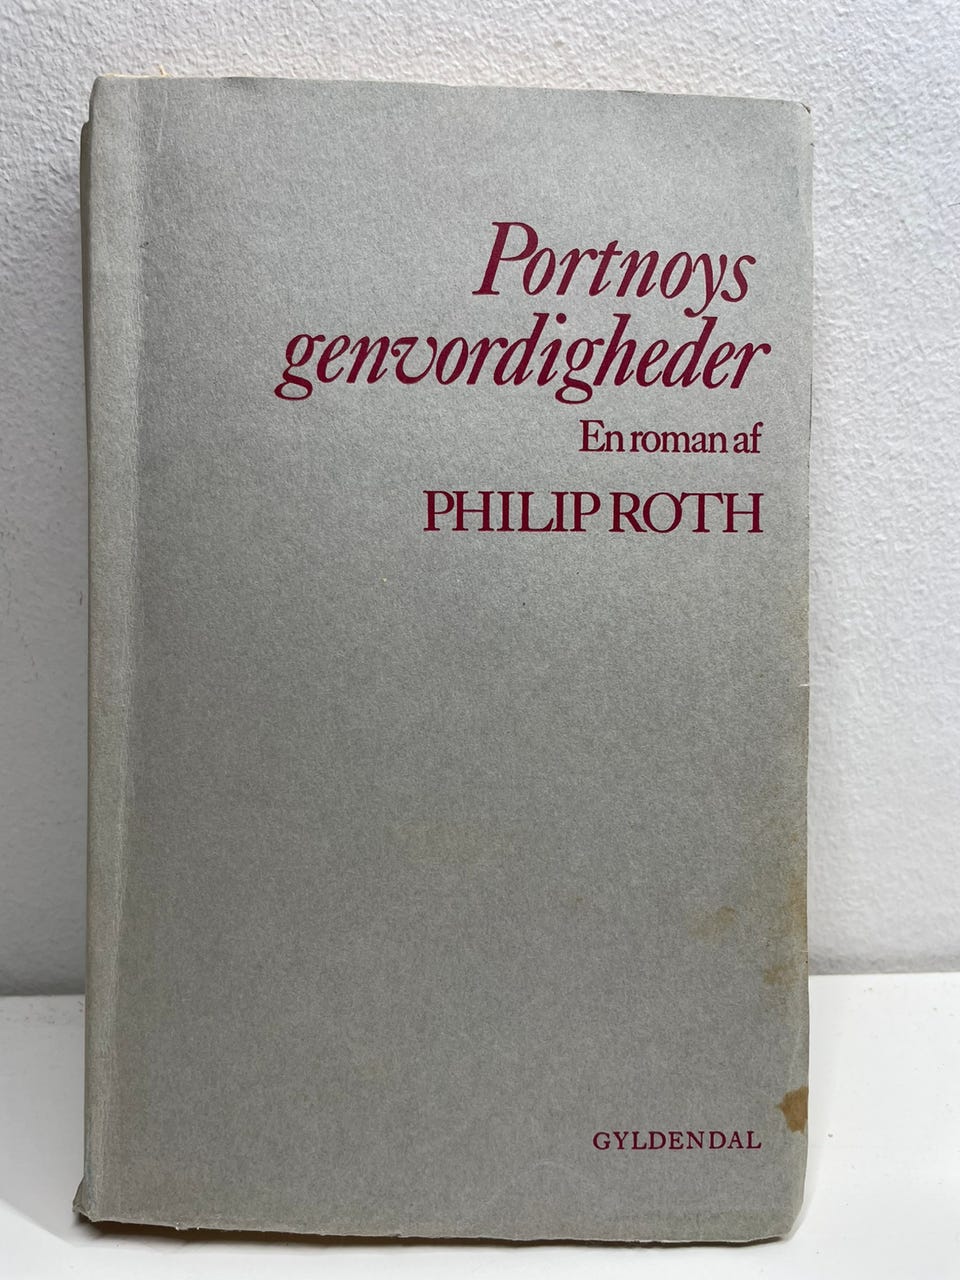 Portnoys
genvordigheder
En roman af
PHILIP ROTH
GYLDENDAL